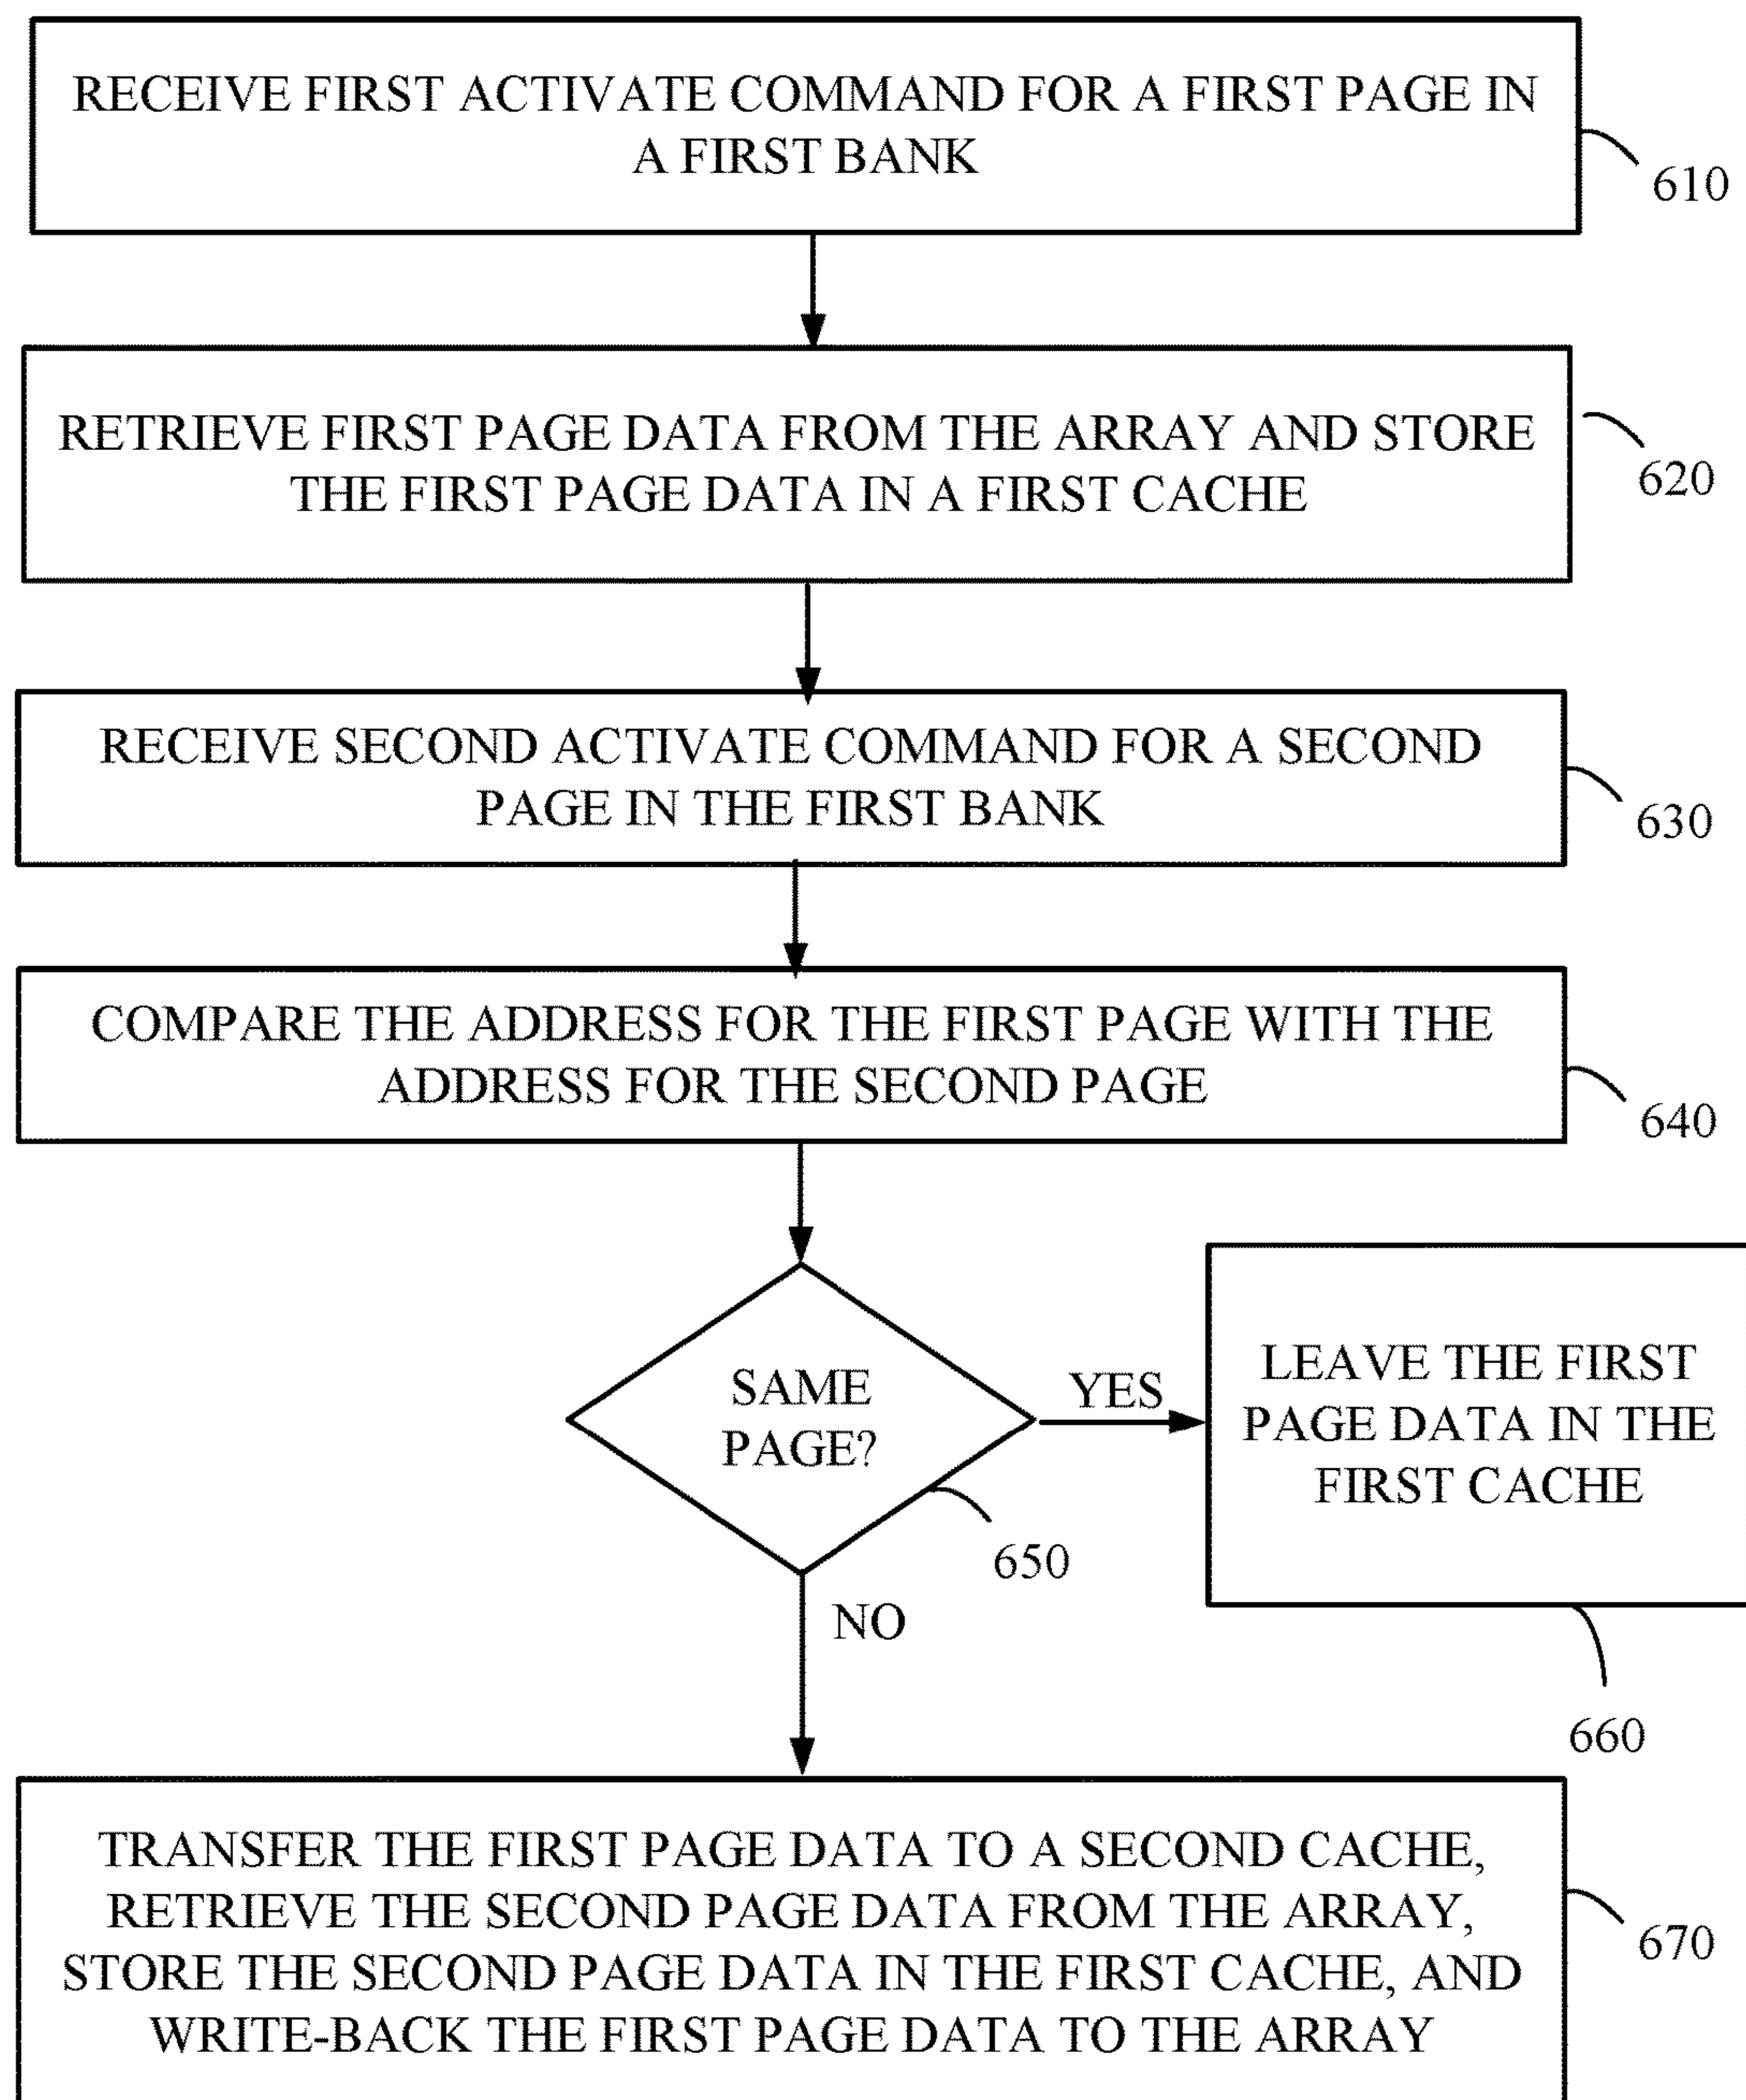 RECEIVE FIRST ACTIVATE COMMAND FOR A FIRST PAGE IN
A FIRST BANK
610
RETRIEVE FIRST PAGE DATA FROM THE ARRAY AND STORE
THE FIRST PAGE DATA IN A FIRST CACHE
620
RECEIVE SECOND ACTIVATE COMMAND FOR A SECOND
PAGE IN THE FIRST BANK
630
COMPARE THE ADDRESS FOR THE FIRST PAGE WITH THE
ADDRESS FOR THE SECOND PAGE
640
SAME
PAGE?
650
YES
LEAVE THE FIRST
PAGE DATA IN THE
FIRST CACHE
660
NO
TRANSFER THE FIRST PAGE DATA TO A SECOND CACHE,
RETRIEVE THE SECOND PAGE DATA FROM THE ARRAY,
STORE THE SECOND PAGE DATA IN THE FIRST CACHE, AND
WRITE-BACK THE FIRST PAGE DATA TO THE ARRAY
670